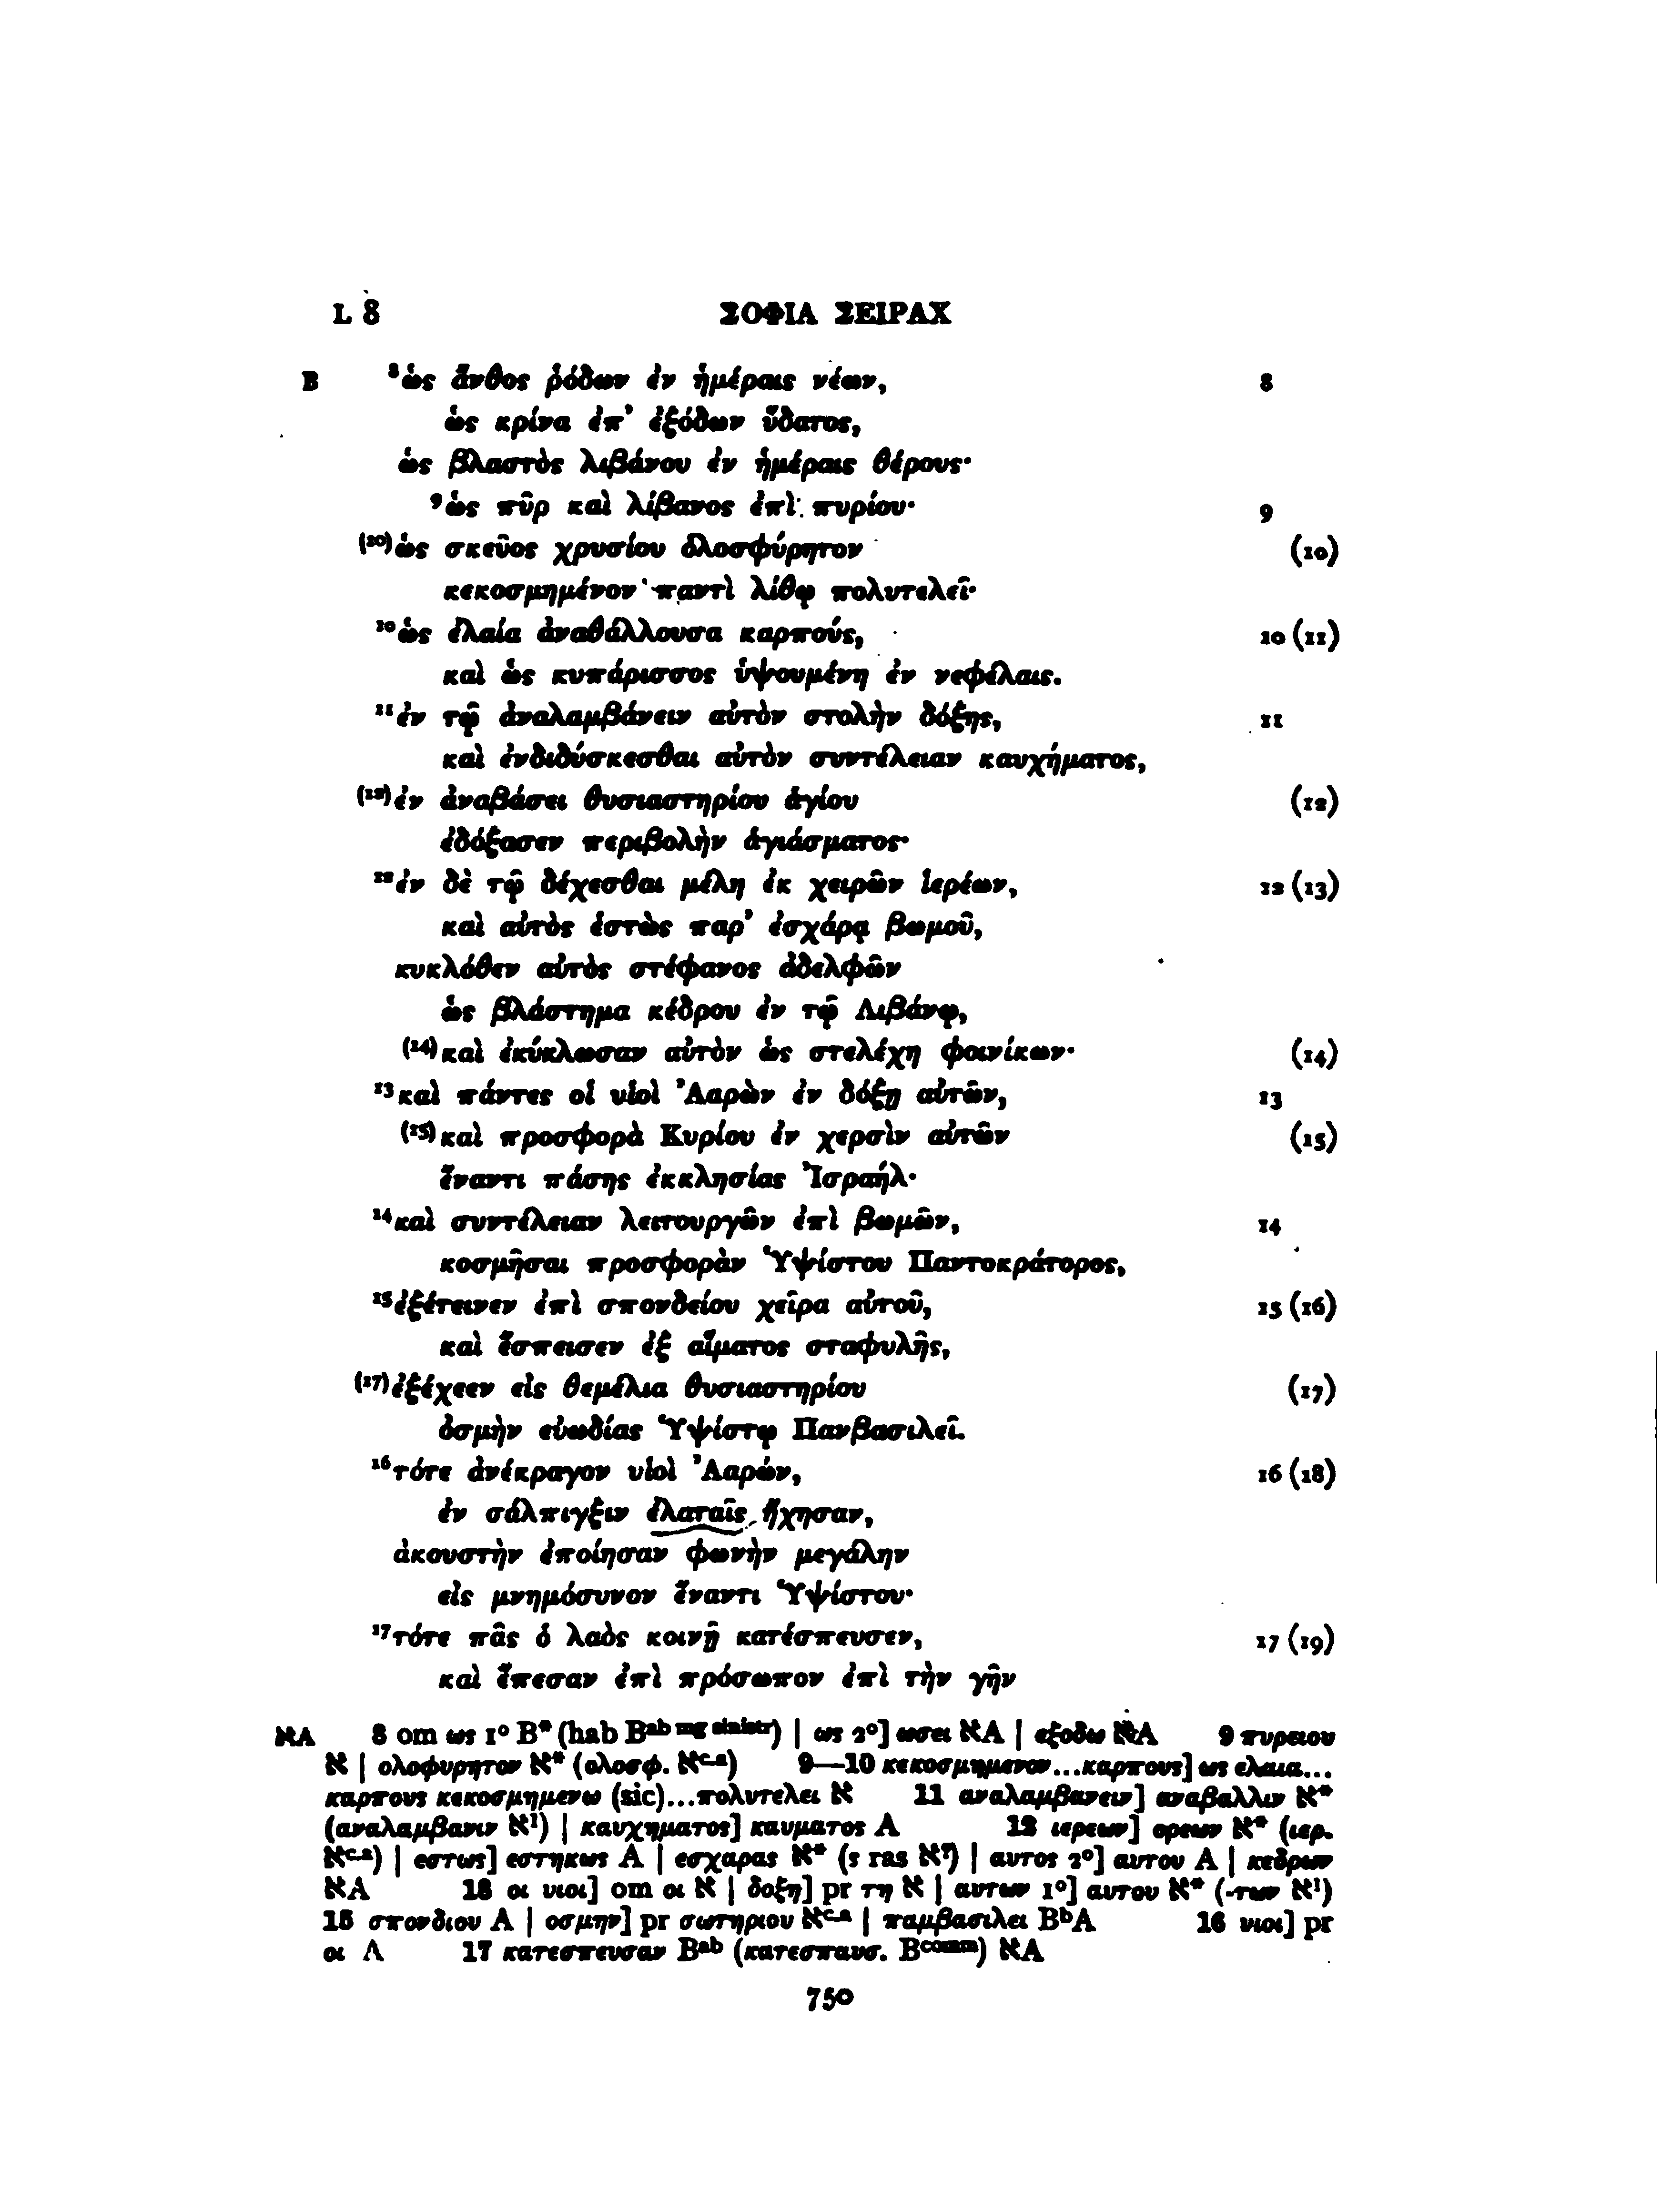 L 8 ΣΟΦΙΑ ΣΕΙΡΑΧ
B ⁸ὡς ἄνθος ῥόδων ἐν ἡμέραις νέων, 8
ὡς κρίνα ἐπ᾽ ἐξόδων ὕδατος,
ὡς βλαστὸς λιβάνου ἐν ἡμέραις θέρους·
⁹ὡς πῦρ καὶ λίβανος ἐπὶ πυρίου· 9
(10)ὡς σκεῦος χρυσίου ὁλοσφύρητον (10)
κεκοσμημένον παντὶ λίθῳ πολυτελεῖ·
¹⁰ὡς ἐλαία ἀναθάλλουσα καρπούς, 10 (11)
καὶ ὡς κυπάρισσος ὑψουμένη ἐν νεφέλαις.
¹¹ἐν τῷ ἀναλαμβάνειν αὐτὸν στολὴν δόξης, 11
καὶ ἐνδιδύσκεσθαι αὐτὸν συντέλειαν καυχήματος,
(12)ἐν ἀναβάσει θυσιαστηρίου ἁγίου (12)
ἐδόξασεν περιβολὴν ἁγιάσματος·
¹²ἐν δὲ τῷ δέχεσθαι μέλη ἐκ χειρῶν ἱερέων, 12 (13)
καὶ αὐτὸς ἑστὼς παρ᾽ ἐσχάρᾳ βωμοῦ,
κυκλόθεν αὐτὸς στέφανος ἀδελφῶν
ὡς βλάστημα κέδρου ἐν τῷ Λιβάνῳ,
(14)καὶ ἐκύκλωσαν αὐτὸν ὡς στελέχη φοινίκων· (14)
¹³καὶ πάντες οἱ υἱοὶ Ἀαρὼν ἐν δόξῃ αὐτῶν, 13
(15)καὶ προσφορὰ Κυρίου ἐν χερσὶν αὐτῶν (15)
ἔναντι πάσης ἐκκλησίας Ἰσραήλ·
¹⁴καὶ συντέλειαν λειτουργῶν ἐπὶ βωμῶν, 14
κοσμῆσαι προσφορὰν Ὑψίστου Παντοκράτορος,
¹⁵ἐξέτεινεν ἐπὶ σπονδείου χεῖρα αὐτοῦ, 15 (16)
καὶ ἔσπεισεν ἐξ αἵματος σταφυλῆς,
(17)ἐξέχεεν εἰς θεμέλια θυσιαστηρίου (17)
ὀσμὴν εὐωδίας Ὑψίστῳ Πανβασιλεῖ.
¹⁶τότε ἀνέκραγον υἱοὶ Ἀαρών, 16 (18)
ἐν σάλπιγξιν ἐλαταῖς ἤχησαν,
ἀκουστὴν ἐποίησαν φωνὴν μεγάλην
εἰς μνημόσυνον ἔναντι Ὑψίστου·
¹⁷τότε πᾶς ὁ λαὸς κοινῇ κατέσπευσεν, 17 (19)
καὶ ἔπεσαν ἐπὶ πρόσωπον ἐπὶ τὴν γῆν
אA 8 om ως 1° B* (hab Bᵃᵇ ᵐᵍ ˢⁱⁿⁱˢᵗʳ) | ως 2°] ωσει אA | εξοδω אA 9 πυρειου
א | ολοφυρητον א* (ολοσφ. אᶜ·ᵃ) 9—10 κεκοσμημενον...καρπους] ως ελαια...
καρπους κεκοσμημενω (sic)...πολυτελει א 11 αναλαμβανειν] αναβαλλιν א*
(αναλαμβανιν א¹) | καυχηματος] καυματος A 12 ιερεων] ορεων א* (ιερ.
אᶜ·ᵃ) | εστως] εστηκως A | εσχαρας א* (s ras א?) | αυτος 2°] αυτου A | κεδρων
אA 13 οι υιοι] om οι א | δοξη] pr τη א | αυτων 1°] αυτου א* (-των א¹)
15 σπονδιου A | οσμην] pr σωτηριου אᶜ·ᵃ | παμβασιλει BᵇA 16 υιοι] pr
οι A 17 κατεσπευσαν Bᵃᵇ (κατεσπαυσ. Bᶜᵒᵐᵐ) אA
750